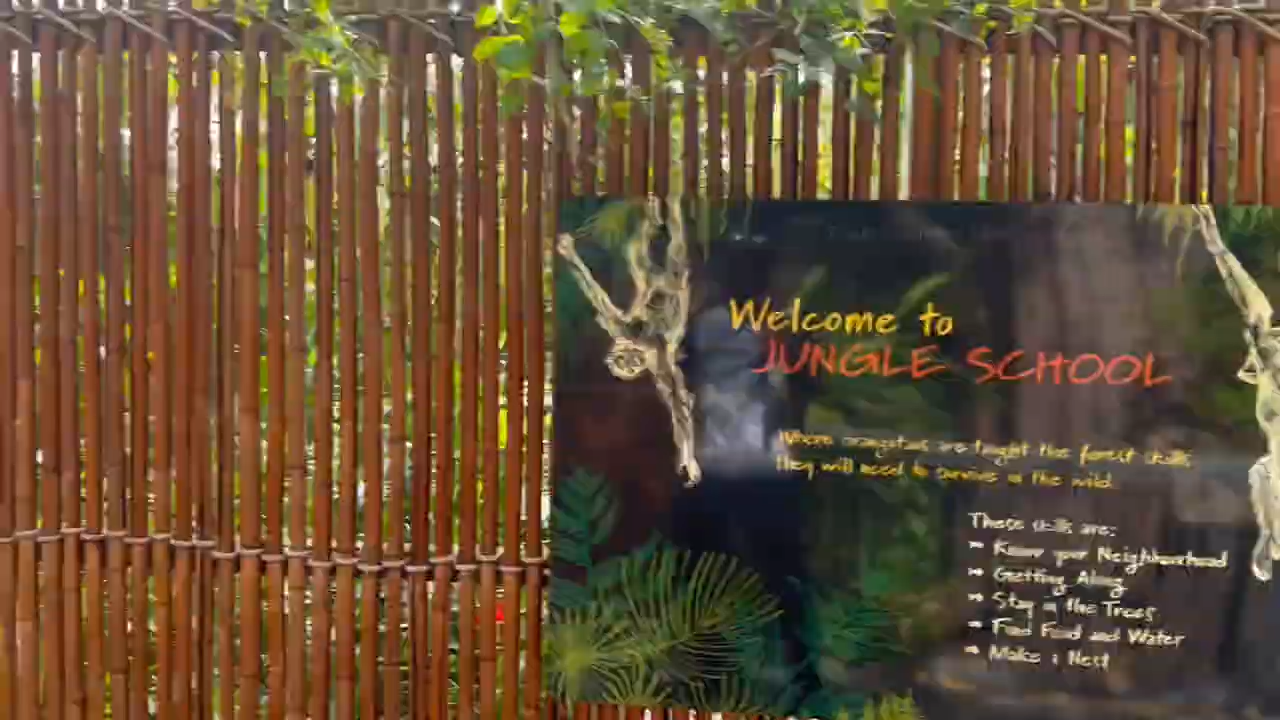 Welcome to
JUNGLE SCHOOL
Where orangutans are taught the forest skills
they will need to survive in the wild.
These skills are:
Know your Neighbourhood
Getting Along
Stay in the Trees
Find Food and Water
Make a Nest